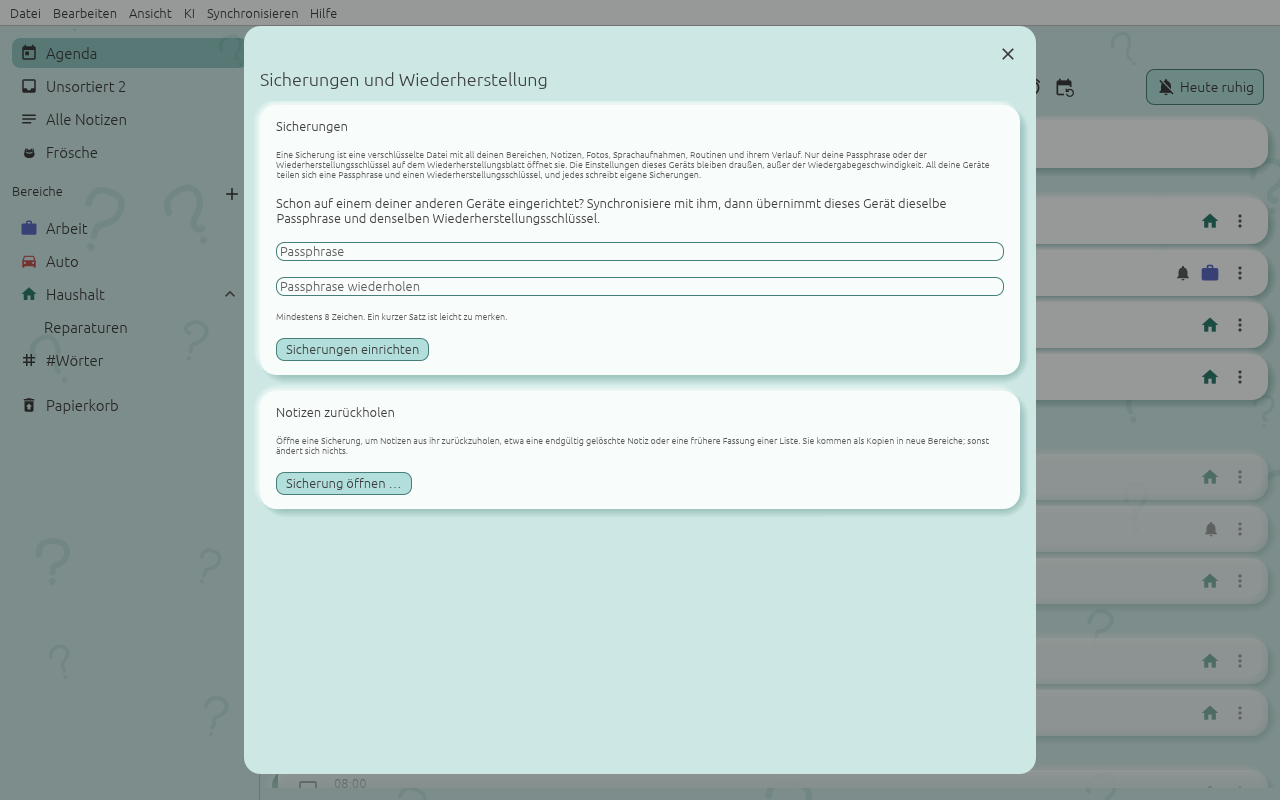 Datei Bearbeiten Ansicht KI Synchronisieren Hilfe
Agenda
Unsortiert 2
Alle Notizen
Frösche
Bereiche
Arbeit
Auto
Haushalt
Reparaturen
#Wörter
Papierkorb
Heute ruhig
Sicherungen und Wiederherstellung
Sicherungen
Eine Sicherung ist eine verschlüsselte Datei mit all deinen Bereichen, Notizen, Fotos, Sprachaufnahmen, Routinen und ihrem Verlauf. Nur deine Passphrase oder der
Wiederherstellungsschlüssel auf dem Wiederherstellungsblatt öffnet sie. Die Einstellungen dieses Geräts bleiben draußen, außer der Wiedergabegeschwindigkeit. All deine Geräte
teilen sich eine Passphrase und einen Wiederherstellungsschlüssel, und jedes schreibt eigene Sicherungen.
Schon auf einem deiner anderen Geräte eingerichtet? Synchronisiere mit ihm, dann übernimmt dieses Gerät dieselbe
Passphrase und denselben Wiederherstellungsschlüssel.
Passphrase
Passphrase wiederholen
Mindestens 8 Zeichen. Ein kurzer Satz ist leicht zu merken.
Sicherungen einrichten
Notizen zurückholen
Öffne eine Sicherung, um Notizen aus ihr zurückzuholen, etwa eine endgültig gelöschte Notiz oder eine frühere Fassung einer Liste. Sie kommen als Kopien in neue Bereiche; sonst
ändert sich nichts.
Sicherung öffnen …
08:00